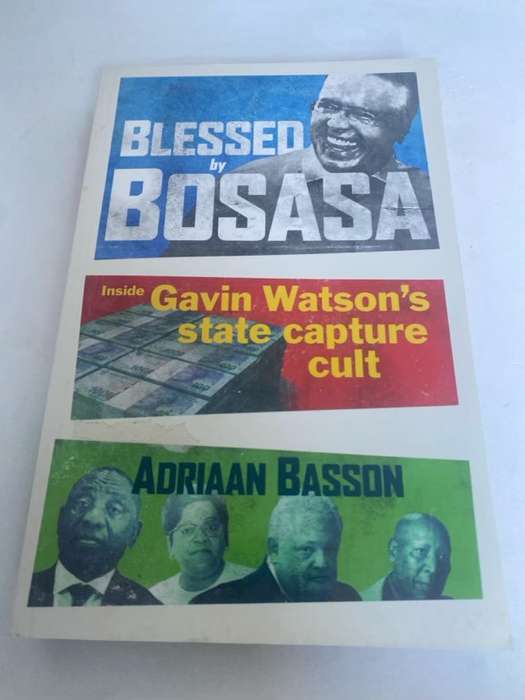 BLESSED
by
BOSASA
Inside Gavin Watson's
state capture
cult
ADRIAAN BASSON